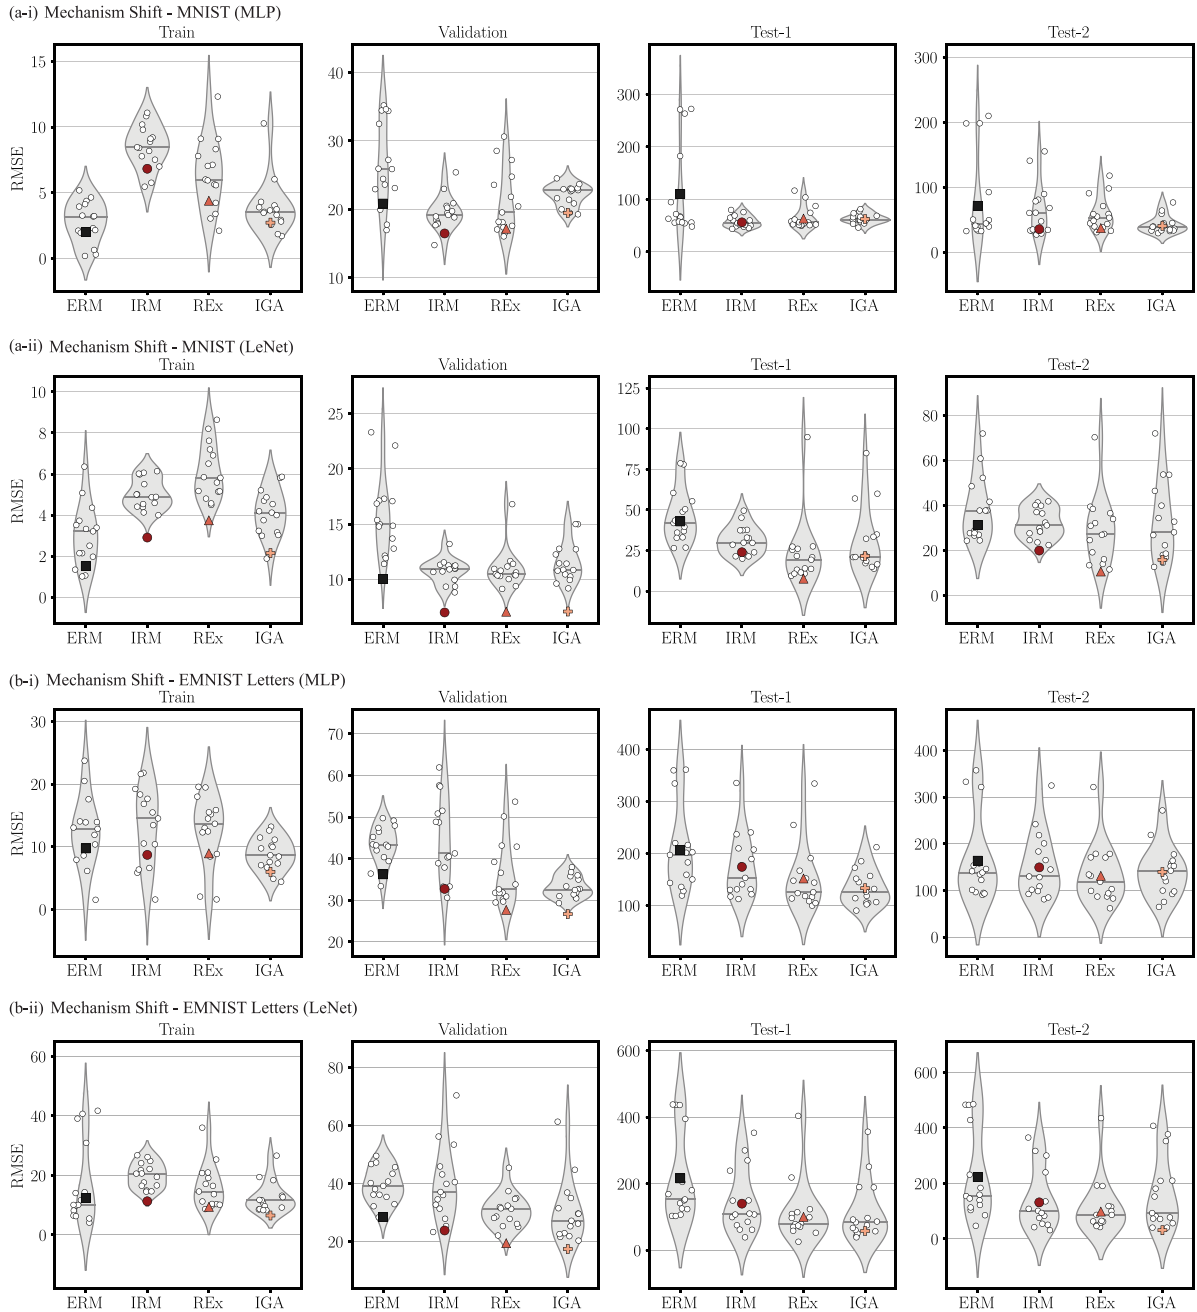 (a-i) Mechanism Shift - MNIST (MLP)
Train Validation Test-1 Test-2
RMSE
15 10 5 0
40 30 20 10
300 200 100 0
300 200 100 0
ERM IRM REx IGA ERM IRM REx IGA ERM IRM REx IGA ERM IRM REx IGA
(a-ii) Mechanism Shift - MNIST (LeNet)
Train Validation Test-1 Test-2
RMSE
10 8 6 4 2 0
25 20 15 10
125 100 75 50 25 0
80 60 40 20 0
ERM IRM REx IGA ERM IRM REx IGA ERM IRM REx IGA ERM IRM REx IGA
(b-i) Mechanism Shift - EMNIST Letters (MLP)
Train Validation Test-1 Test-2
RMSE
30 20 10 0
70 60 50 40 30 20
400 300 200 100
400 300 200 100 0
ERM IRM REx IGA ERM IRM REx IGA ERM IRM REx IGA ERM IRM REx IGA
(b-ii) Mechanism Shift - EMNIST Letters (LeNet)
Train Validation Test-1 Test-2
RMSE
60 40 20 0
80 60 40 20
600 400 200 0
600 400 200 0
ERM IRM REx IGA ERM IRM REx IGA ERM IRM REx IGA ERM IRM REx IGA